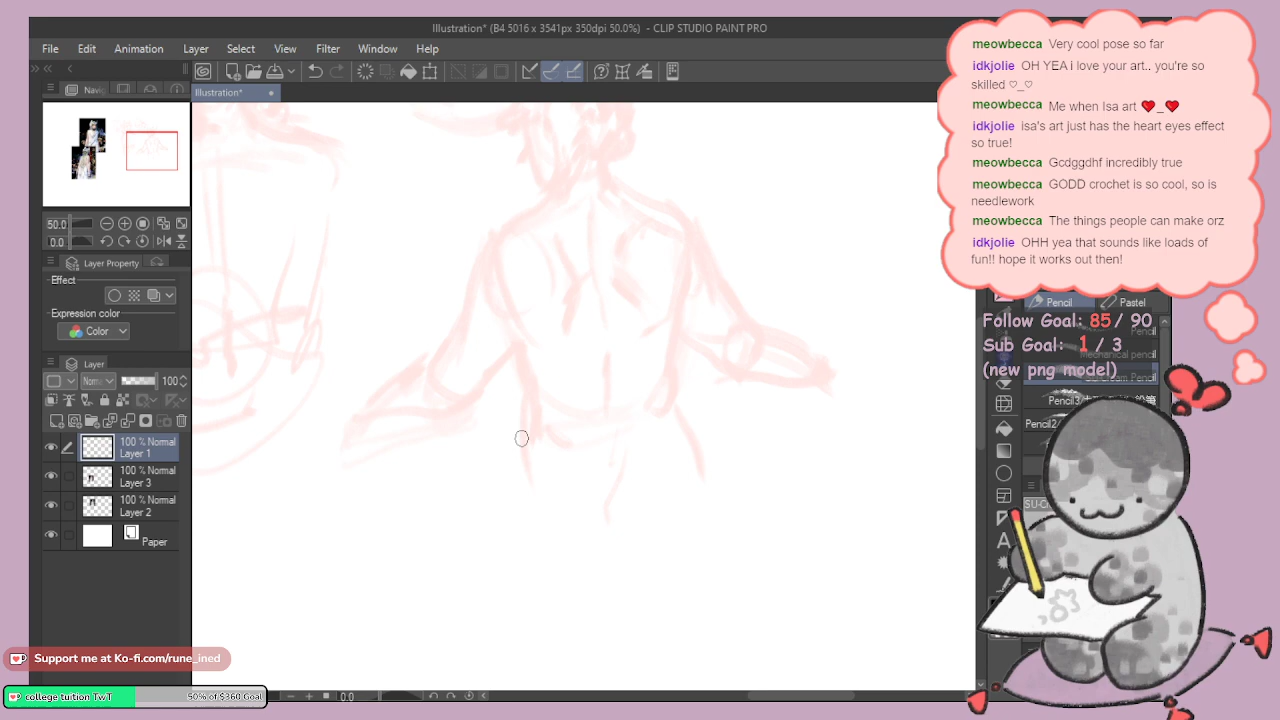 Illustration* (B4 5016 x 3541px 350dpi 50.0%) - CLIP STUDIO PAINT PRO
File Edit Animation Layer Select View Filter Window Help
Illustration*
Navi
50.0
0.0
Layer Property
Effect
Expression color
Color
Layer
Norm 100
100 % Normal
Layer 1
100 % Normal
Layer 3
100 % Normal
Layer 2
Paper
0.0
Support me at Ko-fi.com/rune_ined
college tuition TwT 50% of $360 Goal
meowbecca Very cool pose so far
idkjolie OH YEA i love your art.. you're so
skilled ♡_♡
meowbecca Me when Isa art ❤_❤
idkjolie isa's art just has the heart eyes effect
so true!
meowbecca Gcdggdhf incredibly true
meowbecca GODD crochet is so cool, so is
needlework
meowbecca The things people can make orz
idkjolie OHH yea that sounds like loads of
fun!! hope it works out then!
Pencil Pastel
Follow Goal: 85 / 90
Pencil
Sub Goal: 1 / 3
Mechanical pencil
(new png model)
Pencil
Pencil3
Pencil2